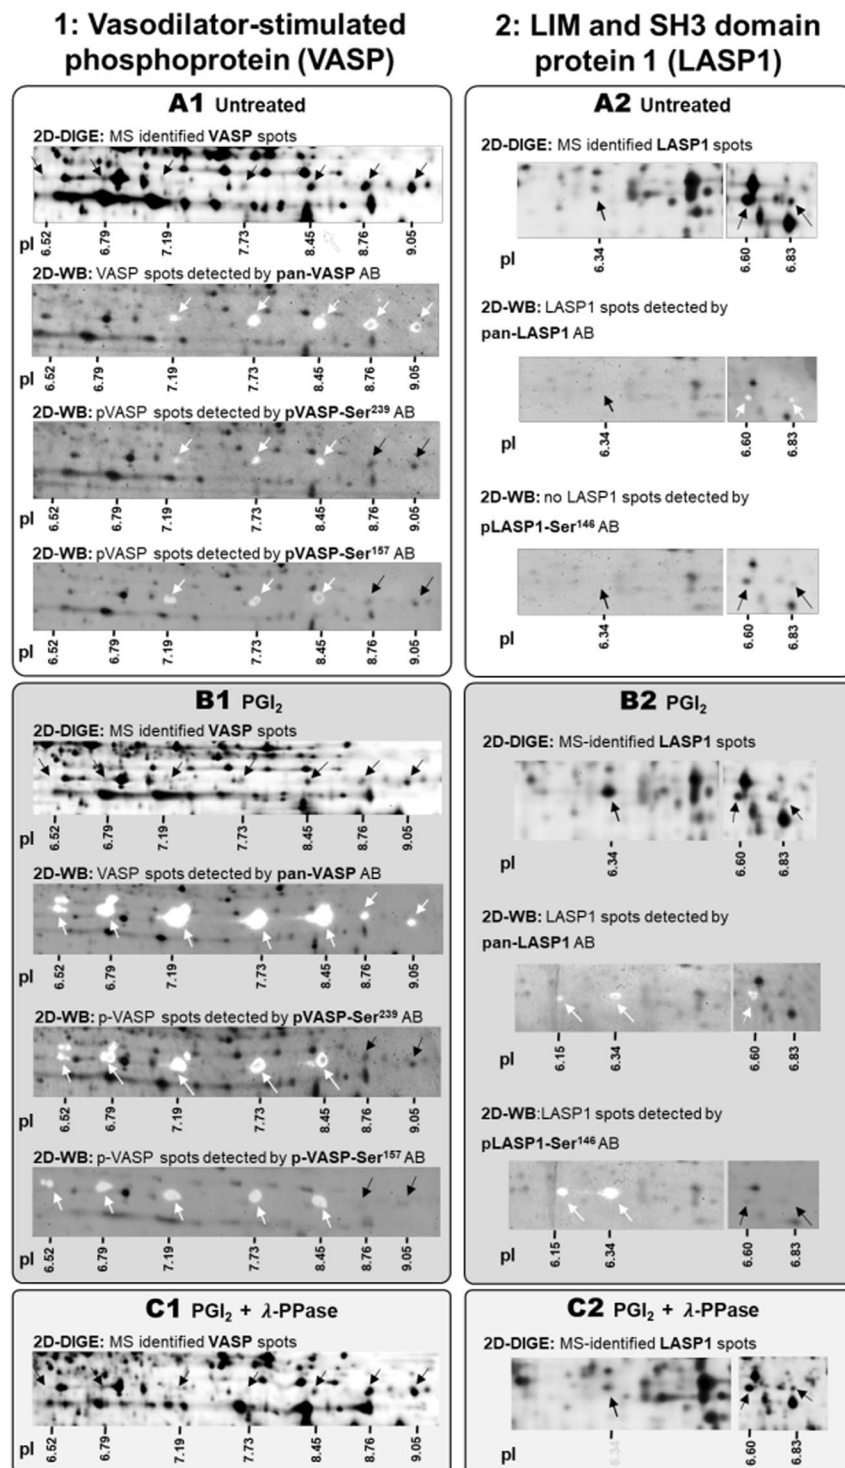 1: Vasodilator-stimulated
phosphoprotein (VASP)
A1 Untreated
2D-DIGE: MS identified VASP spots
pI 6.52 6.79 7.19 7.73 8.45 8.76 9.05
2D-WB: VASP spots detected by pan-VASP AB
pI 6.52 6.79 7.19 7.73 8.45 8.76 9.05
2D-WB: pVASP spots detected by pVASP-Ser²³⁹ AB
pI 6.52 6.79 7.19 7.73 8.45 8.76 9.05
2D-WB: pVASP spots detected by pVASP-Ser¹⁵⁷ AB
pI 6.52 6.79 7.19 7.73 8.45 8.76 9.05
B1 PGI₂
2D-DIGE: MS identified VASP spots
pI 6.52 6.79 7.19 7.73 8.45 8.76 9.05
2D-WB: VASP spots detected by pan-VASP AB
pI 6.52 6.79 7.19 7.73 8.45 8.76 9.05
2D-WB: p-VASP spots detected by pVASP-Ser²³⁹ AB
pI 6.52 6.79 7.19 7.73 8.45 8.76 9.05
2D-WB: p-VASP spots detected by p-VASP-Ser¹⁵⁷ AB
pI 6.52 6.79 7.19 7.73 8.45 8.76 9.05
C1 PGI₂ + λ-PPase
2D-DIGE: MS identified VASP spots
pI 6.52 6.79 7.19 7.73 8.45 8.76 9.05
2: LIM and SH3 domain
protein 1 (LASP1)
A2 Untreated
2D-DIGE: MS identified LASP1 spots
pI 6.34 6.60 6.83
2D-WB: LASP1 spots detected by
pan-LASP1 AB
pI 6.34 6.60 6.83
2D-WB: no LASP1 spots detected by
pLASP1-Ser¹⁴⁶ AB
pI 6.34 6.60 6.83
B2 PGI₂
2D-DIGE: MS-identified LASP1 spots
pI 6.34 6.60 6.83
2D-WB: LASP1 spots detected by
pan-LASP1 AB
pI 6.15 6.34 6.60 6.83
2D-WB:LASP1 spots detected by
pLASP1-Ser¹⁴⁶ AB
pI 6.15 6.34 6.60 6.83
C2 PGI₂ + λ-PPase
2D-DIGE: MS-identified LASP1 spots
pI 6.34 6.60 6.83